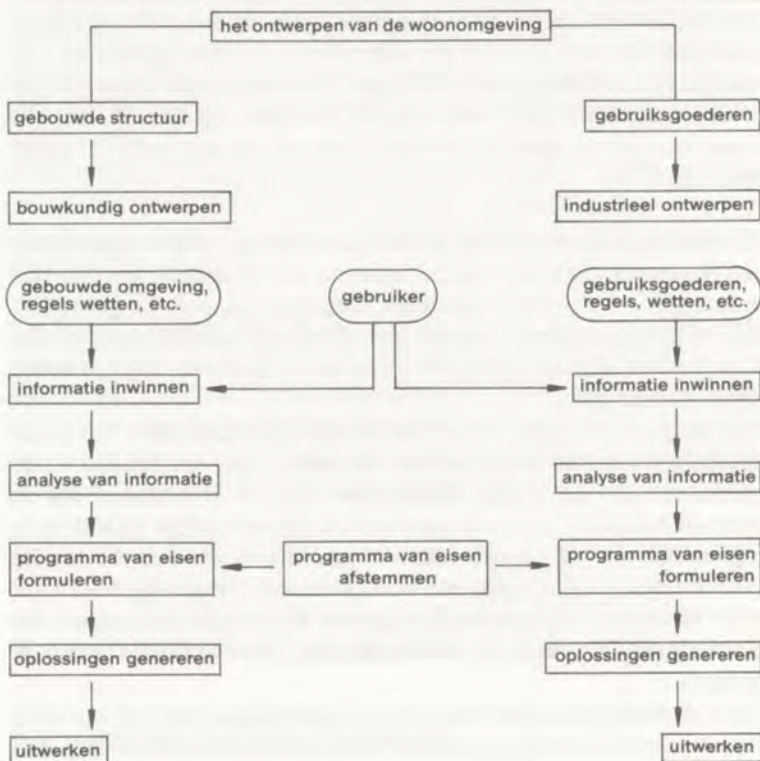 het ontwerpen van de woonomgeving
gebouwde structuur
gebruiksgoederen
bouwkundig ontwerpen
industrieel ontwerpen
gebouwde omgeving,
regels wetten, etc.
gebruiker
gebruiksgoederen,
regels, wetten, etc.
informatie inwinnen
informatie inwinnen
analyse van informatie
analyse van informatie
programma van eisen
formuleren
programma van eisen
afstemmen
programma van eisen
formuleren
oplossingen genereren
oplossingen genereren
uitwerken
uitwerken